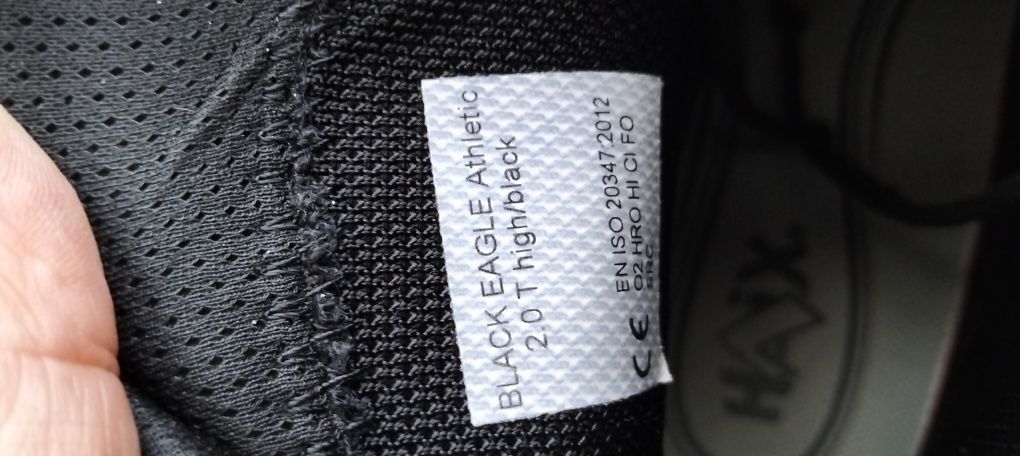 BLACK EAGLE Athletic
2.0 T high/black
EN ISO 20347:2012
O2 HRO HI CI FO
SRC
CE
HAIX